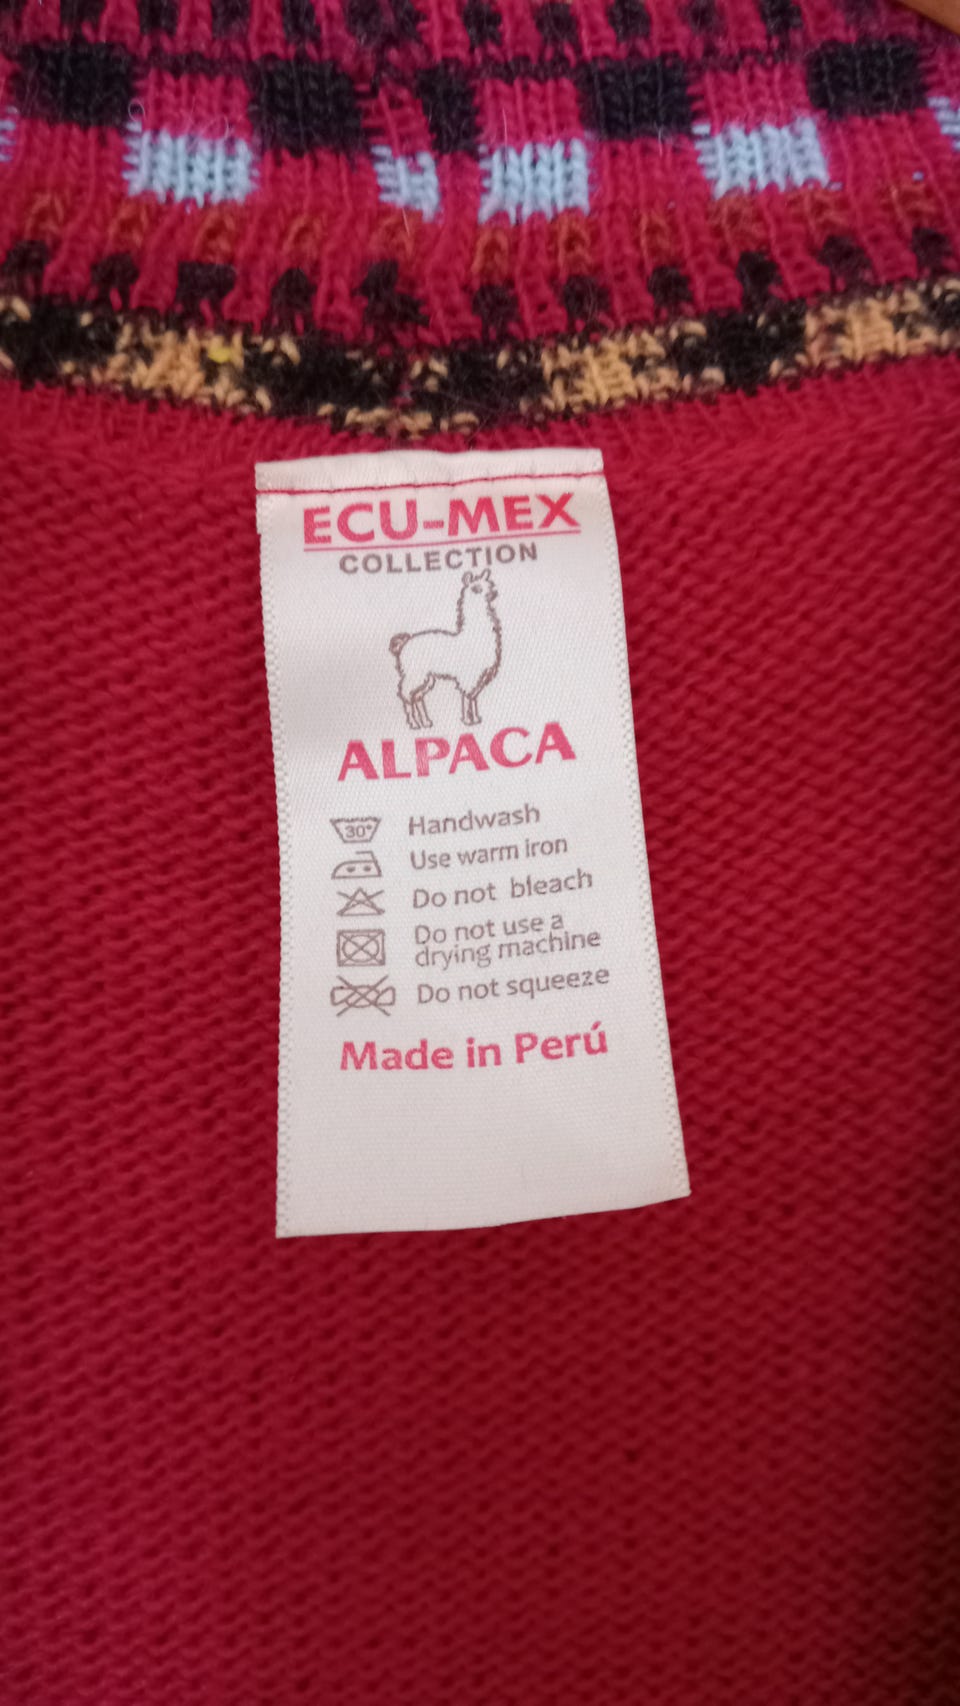 ECU-MEX
COLLECTION
ALPACA
30° Handwash
Use warm iron
Do not bleach
Do not use a
drying machine
Do not squeeze
Made in Perú